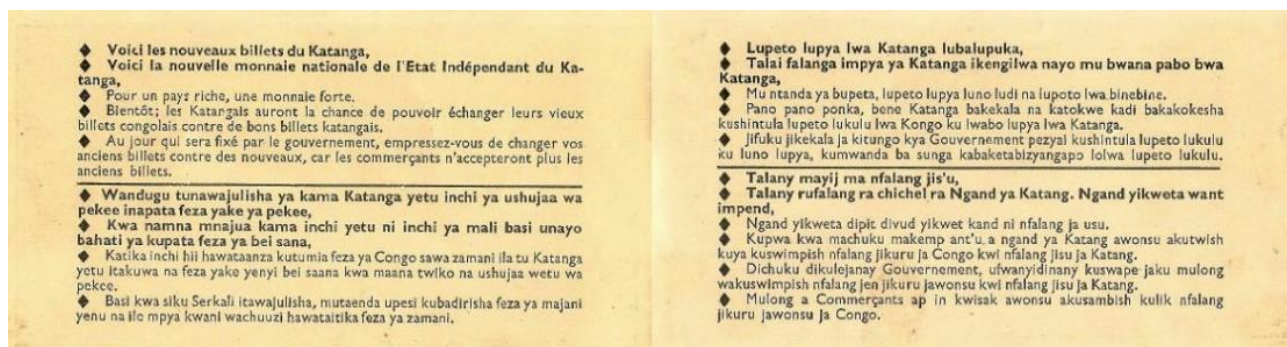 ◆ Voici les nouveaux billets du Katanga,
◆ Voici la nouvelle monnaie nationale de l'Etat Indépendant du Ka-
tanga,
◆ Pour un pays riche, une monnaie forte.
◆ Bientôt; les Katangais auront la chance de pouvoir échanger leurs vieux
billets congolais contre de bons billets katangais.
◆ Au jour qui sera fixé par le gouvernement, empressez-vous de changer vos
anciens billets contre des nouveaux, car les commerçants n'accepteront plus les
anciens billets.
◆ Wandugu tunawajulisha ya kama Katanga yetu inchi ya ushujaa wa
pekee inapata feza yake ya pekee,
◆ Kwa namna mnajua kama inchi yetu ni inchi ya mali basi unayo
bahati ya kupata feza ya bei sana,
◆ Katika inchi hii hawataanza kutumia feza ya Congo sawa zamani ila tu Katanga
yetu itakuwa na feza yake yenyi bei saana kwa maana twiko na ushujaa wetu wa
pekee.
◆ Basi kwa siku Serkali itawajulisha, mutaenda upesi kubadirisha feza ya majani
yenu na ile mpya kwani wachuuzi hawataitika feza ya zamani.
◆ Lupeto lupya lwa Katanga lubalupuka,
◆ Talai falanga impya ya Katanga ikengilwa nayo mu bwana pabo bwa
Katanga,
◆ Mu ntanda ya bupeta, lupeto lupya luno ludi na lupoto lwa binebine.
◆ Pano pano ponka, bene Katanga bakekala na katokwe kadi bakakokesha
kushintula lupeto lukulu lwa Kongo ku lwabo lupya lwa Katanga.
◆ Jifuku jikekala ja kitungo kya Gouvernement pezyai kushintula lupeto lukulu
ku luno lupya, kumwanda ba sunga kabaketabizyangapo lolwa lupeto lukulu.
◆ Talany mayij ma nfalang jis'u,
◆ Talany rufalang ra chichel ra Ngand ya Katang. Ngand yikweta want
impend,
◆ Ngand yikweta dipit divud yikwet kand ni nfalang ja usu.
◆ Kupwa kwa machuku makemp ant'u, a ngand ya Katang awonsu akutwish
kuya kuswimpish nfalang jikuru ja Congo kwi nfalang jisu ja Katang.
◆ Dichuku dikulejanay Gouvernement, ufwanyidinany kuswape jaku mulong
wakuswimpish nfalang jen jikuru jawonsu kwi nfalang jisu ja Katang.
◆ Mulong a Commerçants ap in kwisak awonsu akusambish kulik nfalang
jikuru jawonsu ja Congo.